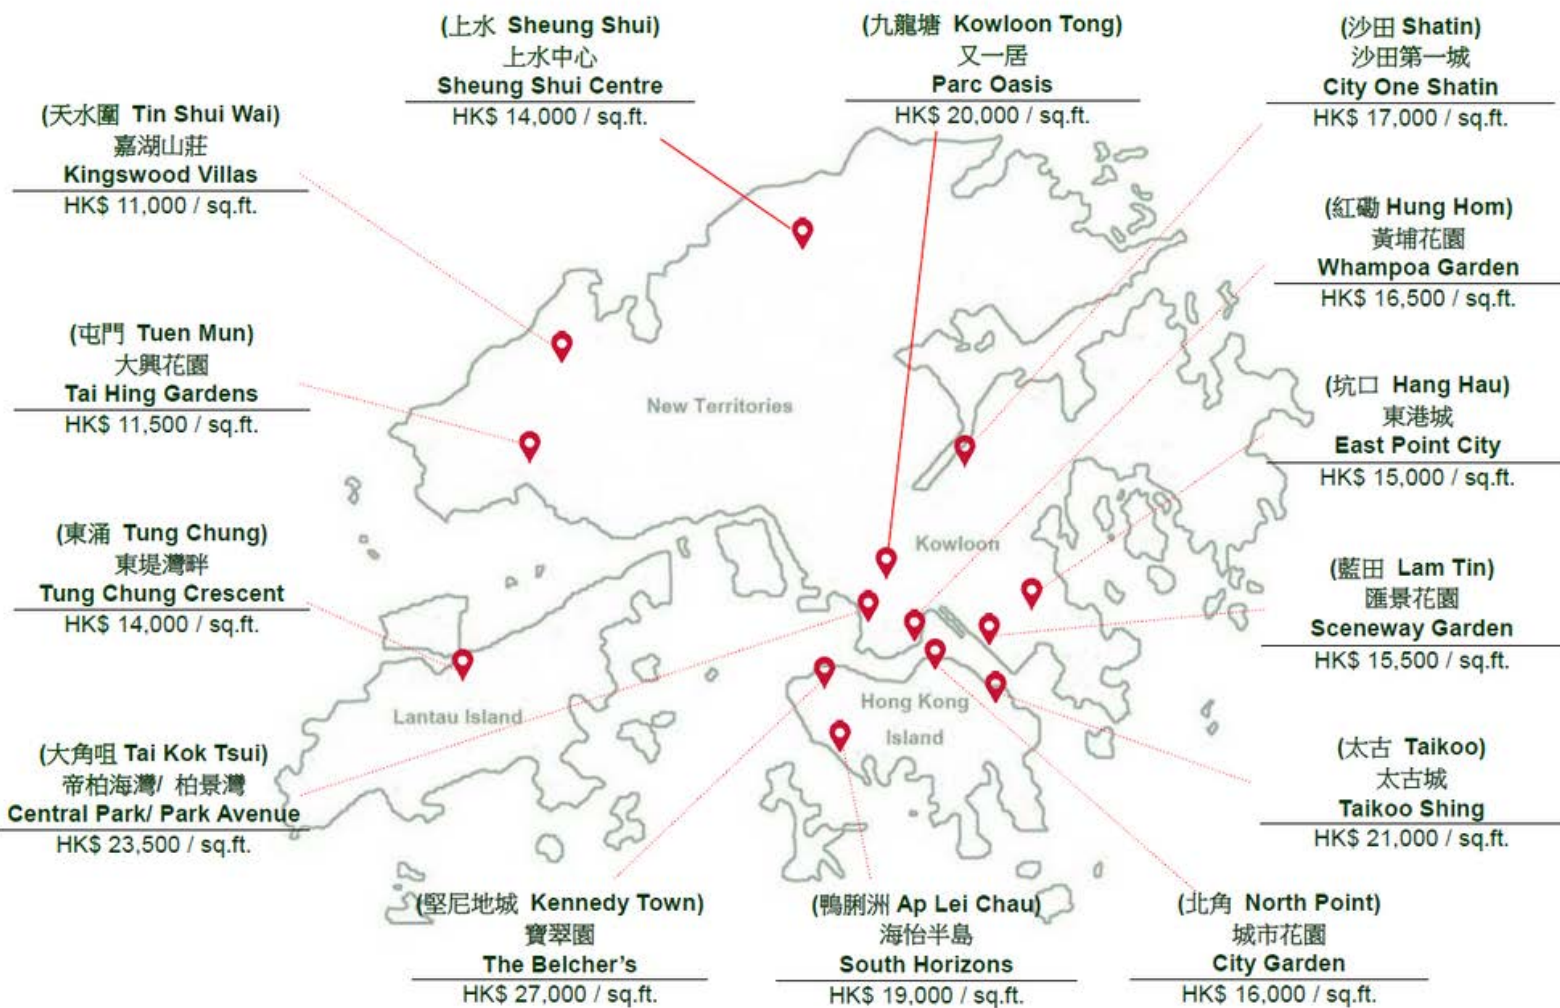 (上水 Sheung Shui)
上水中心
Sheung Shui Centre
HK$ 14,000 / sq.ft.
(九龍塘 Kowloon Tong)
又一居
Parc Oasis
HK$ 20,000 / sq.ft.
(沙田 Shatin)
沙田第一城
City One Shatin
HK$ 17,000 / sq.ft.
(天水圍 Tin Shui Wai)
嘉湖山莊
Kingswood Villas
HK$ 11,000 / sq.ft.
(紅磡 Hung Hom)
黃埔花園
Whampoa Garden
HK$ 16,500 / sq.ft.
(屯門 Tuen Mun)
大興花園
Tai Hing Gardens
HK$ 11,500 / sq.ft.
New Territories
(坑口 Hang Hau)
東港城
East Point City
HK$ 15,000 / sq.ft.
(東涌 Tung Chung)
東堤灣畔
Tung Chung Crescent
HK$ 14,000 / sq.ft.
Kowloon
(藍田 Lam Tin)
匯景花園
Sceneway Garden
HK$ 15,500 / sq.ft.
Lantau Island
Hong Kong
Island
(大角咀 Tai Kok Tsui)
帝柏海灣/ 柏景灣
Central Park/ Park Avenue
HK$ 23,500 / sq.ft.
(太古 Taikoo)
太古城
Taikoo Shing
HK$ 21,000 / sq.ft.
(堅尼地城 Kennedy Town)
寶翠園
The Belcher's
HK$ 27,000 / sq.ft.
(鴨脷洲 Ap Lei Chau)
海怡半島
South Horizons
HK$ 19,000 / sq.ft.
(北角 North Point)
城市花園
City Garden
HK$ 16,000 / sq.ft.